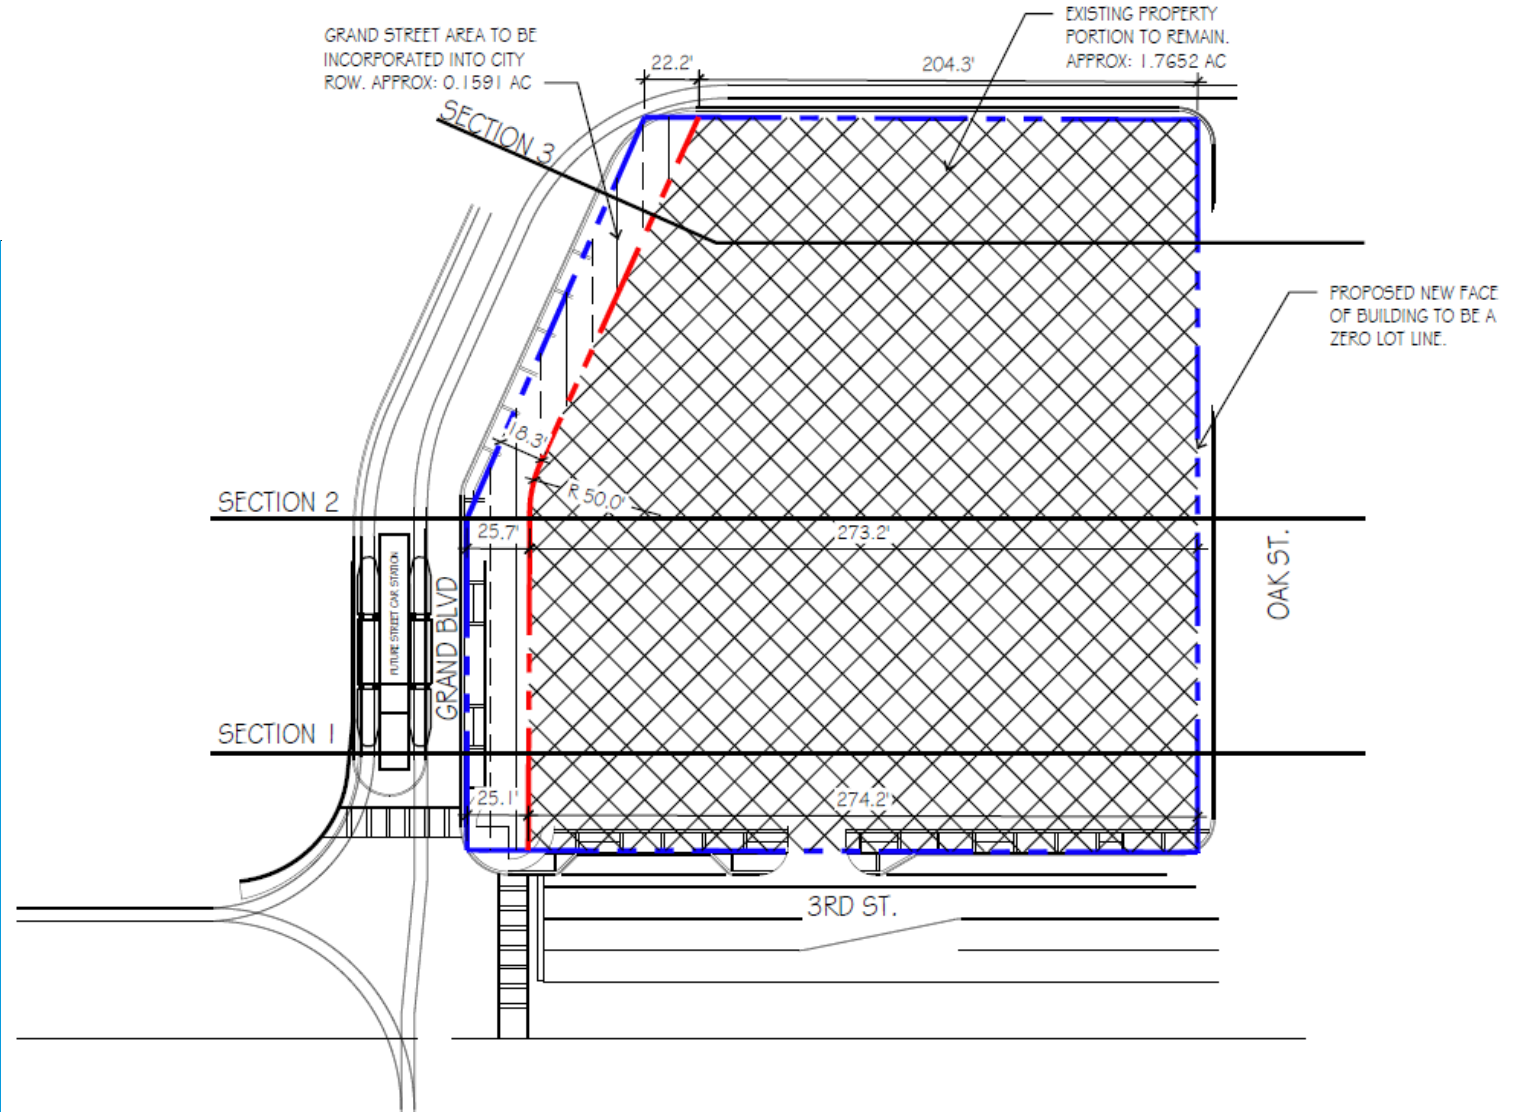 GRAND STREET AREA TO BE
INCORPORATED INTO CITY
ROW. APPROX: 0.1591 AC
EXISTING PROPERTY
PORTION TO REMAIN.
APPROX: 1.7652 AC
22.2'
204.3'
SECTION 3
PROPOSED NEW FACE
OF BUILDING TO BE A
ZERO LOT LINE.
18.3'
R 50.0'
SECTION 2
25.7'
273.2'
OAK ST.
FUTURE STREET CAR STATION
GRAND BLVD
SECTION 1
25.1'
274.2'
3RD ST.